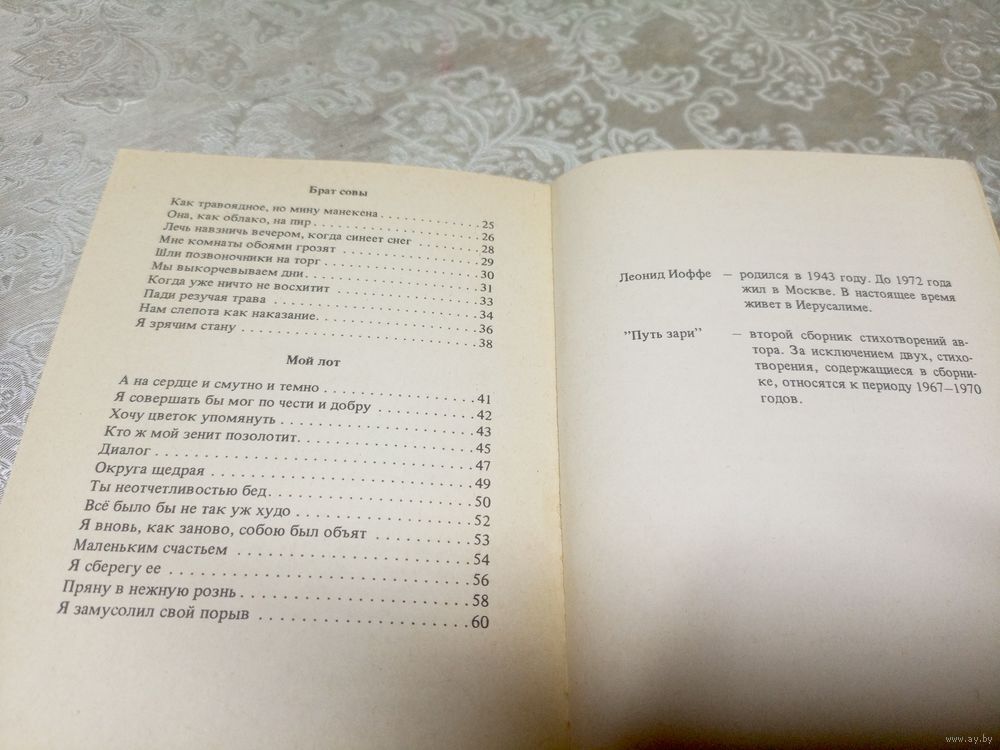 Брат совы
Как травоядное, но мину манекена . . . . . . . . . . . . 25
Она, как облако, на пир . . . . . . . . . . . . . . . . . . . . 26
Лечь навзничь вечером, когда синеет снег . . . . . . . 28
Мне комнаты обоями грозят . . . . . . . . . . . . . . . . 29
Шли позвоночники на торг . . . . . . . . . . . . . . . . . 30
Мы выкорчевываем дни . . . . . . . . . . . . . . . . . . . 31
Когда уже ничто не восхитит . . . . . . . . . . . . . . . 33
Пади резучая трава . . . . . . . . . . . . . . . . . . . . . . 34
Нам слепота как наказание . . . . . . . . . . . . . . . . . 36
Я зрячим стану . . . . . . . . . . . . . . . . . . . . . . . . . 38
Мой лот
А на сердце и смутно и темно . . . . . . . . . . . . . . . 41
Я совершать бы мог по чести и добру . . . . . . . . . . 42
Хочу цветок упомянуть . . . . . . . . . . . . . . . . . . . 43
Кто ж мой зенит позолотит . . . . . . . . . . . . . . . . . 45
Диалог . . . . . . . . . . . . . . . . . . . . . . . . . . . . . . . 47
Округа щедрая . . . . . . . . . . . . . . . . . . . . . . . . . 49
Ты неотчетливостью бед . . . . . . . . . . . . . . . . . . . 50
Всё было бы не так уж худо . . . . . . . . . . . . . . . . . 52
Я вновь, как заново, собою был объят . . . . . . . . . . 53
Маленьким счастьем . . . . . . . . . . . . . . . . . . . . . 54
Я сберегу ее . . . . . . . . . . . . . . . . . . . . . . . . . . . 56
Пряну в нежную рознь . . . . . . . . . . . . . . . . . . . . 58
Я замусолил свой порыв . . . . . . . . . . . . . . . . . . . 60
Леонид Иоффе — родился в 1943 году. До 1972 года
жил в Москве. В настоящее время
живет в Иерусалиме.
"Путь зари" — второй сборник стихотворений ав-
тора. За исключением двух, стихо-
творения, содержащиеся в сборни-
ке, относятся к периоду 1967—1970
годов.
www.ay.by